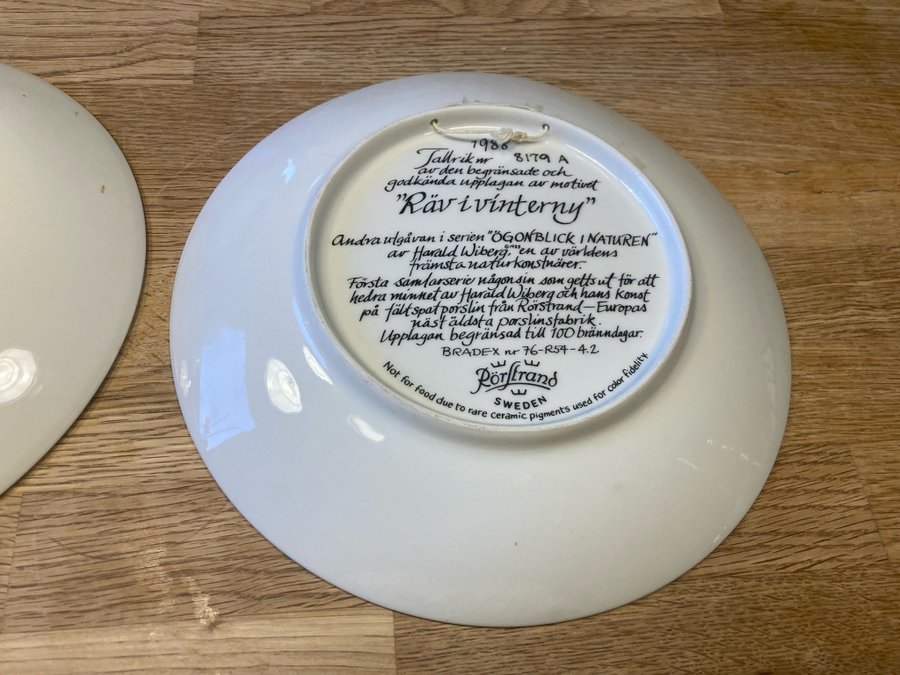 1986
Tallrik nr 8179 A
av den begränsade och
godkända upplagan av motivet
"Räv i vinterny"
Andra utgåvan i serien "ÖGONBLICK I NATUREN"
av Harald Wiberg, en av världens
främsta naturkonstnärer.
Första samlarserie någonsin som getts ut för att
hedra minnet av Harald Wiberg och hans konst
på fältspatporslin från Rörstrand – Europas
näst äldsta porslinsfabrik.
Upplagan begränsad till 100 bränndagar.
BRADEX nr 76-R54-4.2
Rörstrand
SWEDEN
Not for food due to rare ceramic pigments used for color fidelity